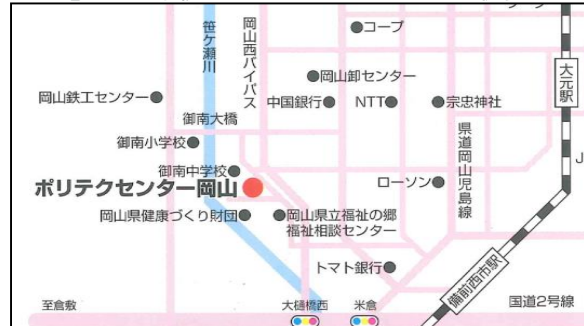 コープ
笹ケ瀬川
岡山西バイパス
大元駅
岡山卸センター
岡山鉄工センター
中国銀行
NTT
宗忠神社
御南大橋
県道岡山児島線
御南小学校
J
御南中学校
ポリテクセンター岡山
ローソン
岡山県健康づくり財団
岡山県立福祉の郷
福祉相談センター
トマト銀行
備前西市駅
至倉敷
大樋橋西
米倉
国道2号線